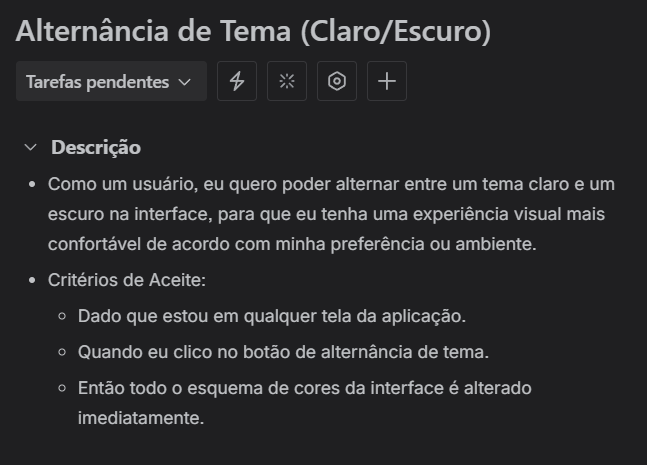 Alternância de Tema (Claro/Escuro)
Tarefas pendentes
Descrição
Como um usuário, eu quero poder alternar entre um tema claro e um
escuro na interface, para que eu tenha uma experiência visual mais
confortável de acordo com minha preferência ou ambiente.
Critérios de Aceite:
Dado que estou em qualquer tela da aplicação.
Quando eu clico no botão de alternância de tema.
Então todo o esquema de cores da interface é alterado
imediatamente.